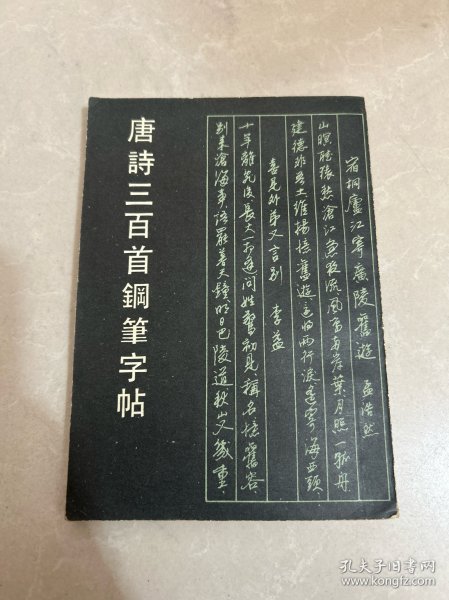 唐詩三百首鋼筆字帖
宿桐廬江寄廣陵舊遊 孟浩然
山暝聽猿愁滄江急夜流風鳴兩岸葉月照一孤舟
建德非吾土維揚憶舊遊還將兩行淚遙寄海西頭
喜見外弟又言別 李益
十年離亂後長大一相逢問姓驚初見稱名憶舊容
別來滄海事語罷暮天鐘明日巴陵道秋山又幾重
孔夫子旧书网
www.kongfz.com